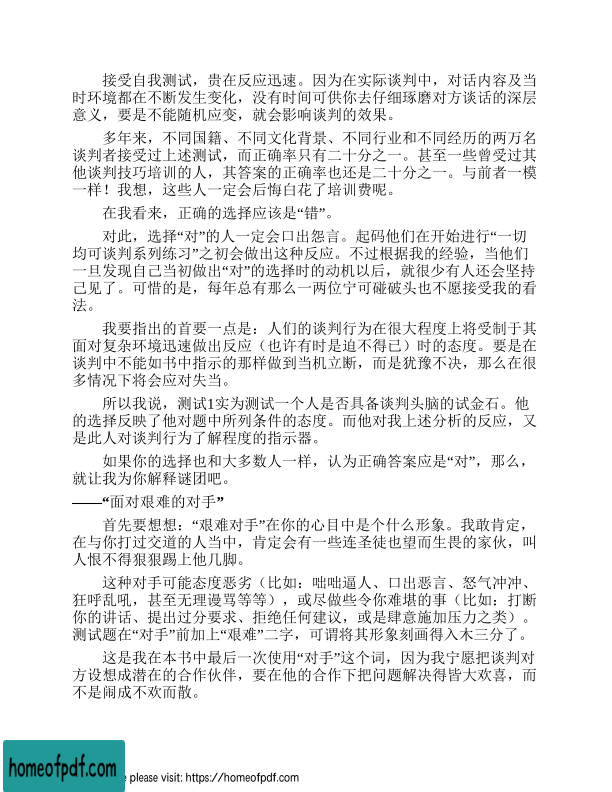 接受自我测试，贵在反应迅速。因为在实际谈判中，对话内容及当
时环境都在不断发生变化，没有时间可供你去仔细琢磨对方谈话的深层
意义，要是不能随机应变，就会影响谈判的效果。
多年来，不同国籍、不同文化背景、不同行业和不同经历的两万名
谈判者接受过上述测试，而正确率只有二十分之一。甚至一些曾受过其
他谈判技巧培训的人，其答案的正确率也还是二十分之一。与前者一模
一样！我想，这些人一定会后悔白花了培训费呢。
在我看来，正确的选择应该是“错”。
对此，选择“对”的人一定会口出怨言。起码他们在开始进行“一切
均可谈判系列练习”之初会做出这种反应。不过根据我的经验，当他们
一旦发现自己当初做出“对”的选择时的动机以后，就很少有人还会坚持
己见了。可惜的是，每年总有那么一两位宁可碰破头也不愿接受我的看
法。
我要指出的首要一点是：人们的谈判行为在很大程度上将受制于其
面对复杂环境迅速做出反应（也许有时是迫不得已）时的态度。要是在
谈判中不能如书中指示的那样做到当机立断，而是犹豫不决，那么在很
多情况下将会应对失当。
所以我说，测试1实为测试一个人是否具备谈判头脑的试金石。他
的选择反映了他对题中所列条件的态度。而他对我上述分析的反应，又
是此人对谈判行为了解程度的指示器。
如果你的选择也和大多数人一样，认为正确答案应是“对”，那么，
就让我为你解释谜团吧。
——“面对艰难的对手”
首先要想想：“艰难对手”在你的心目中是个什么形象。我敢肯定，
在与你打过交道的人当中，肯定会有一些连圣徒也望而生畏的家伙，叫
人恨不得狠狠踢上他几脚。
这种对手可能态度恶劣（比如：咄咄逼人、口出恶言、怒气冲冲、
狂呼乱吼，甚至无理谩骂等等），或尽做些令你难堪的事（比如：打断
你的讲话、提出过分要求、拒绝任何建议，或是肆意施加压力之类）。
测试题在“对手”前加上“艰难”二字，可谓将其形象刻画得入木三分了。
这是我在本书中最后一次使用“对手”这个词，因为我宁愿把谈判对
方设想成潜在的合作伙伴，要在他的合作下把问题解决得皆大欢喜，而
不是闹成不欢而散。
homeofpdf.com
e please visit: https://homeofpdf.com